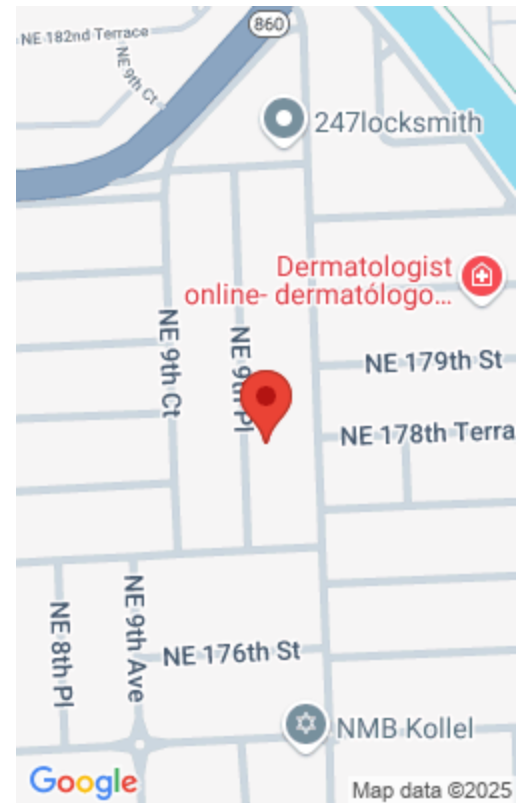 860
NE 182nd Terrace
NE 9th Ct
247locksmith
Dermatologist
online- dermatólogo...
NE 9th Ct
NE 9th Pl
NE 179th St
NE 178th Terra
NE 8th Pl
NE 9th Ave
NE 176th St
NMB Kollel
Google
Map data ©2025